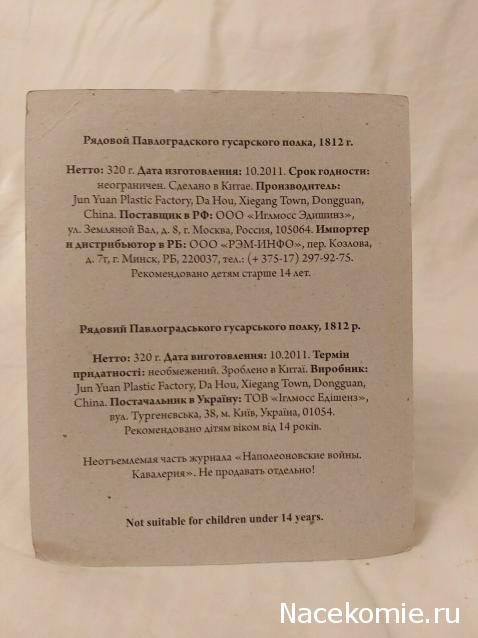 Рядовой Павлоградского гусарского полка, 1812 г.
Нетто: 320 г. Дата изготовления: 10.2011. Срок годности:
неограничен. Сделано в Китае. Производитель:
Jun Yuan Plastic Factory, Da Hou, Xiegang Town, Dongguan,
China. Поставщик в РФ: ООО «Иглмосс Эдишинз»,
ул. Земляной Вал, д. 8, г. Москва, Россия, 105064. Импортер
и дистрибьютор в РБ: ООО «РЭМ-ИНФО», пер. Козлова,
д. 7г, г. Минск, РБ, 220037, тел.: (+ 375-17) 297-92-75.
Рекомендовано детям старше 14 лет.
Рядовий Павлоградського гусарського полку, 1812 р.
Нетто: 320 г. Дата виготовлення: 10.2011. Термін
придатності: необмежений. Зроблено в Китаї. Виробник:
Jun Yuan Plastic Factory, Da Hou, Xiegang Town, Dongguan,
China. Постачальник в Україну: ТОВ «Іглмосс Едішенз»,
вул. Тургенєвська, 38, м. Київ, Україна, 01054.
Рекомендовано дітям віком від 14 років.
Неотъемлемая часть журнала «Наполеоновские войны.
Кавалерия». Не продавать отдельно!
Not suitable for children under 14 years.
Nacekomie.ru